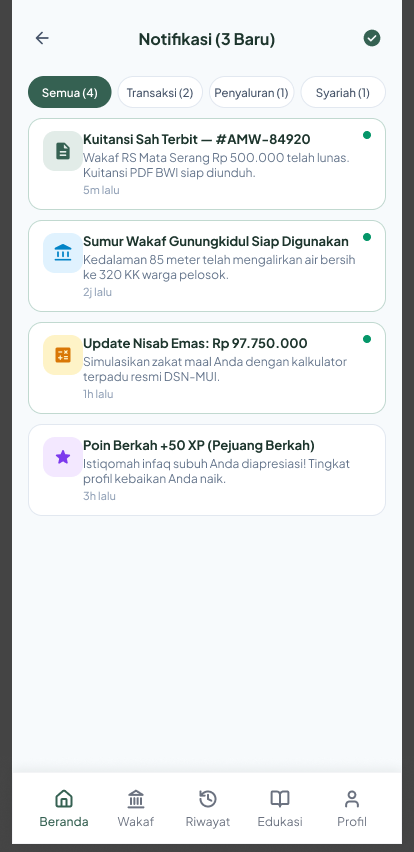 Notifikasi (3 Baru)
Semua (4)
Transaksi (2)
Penyaluran (1)
Syariah (1)
Kuitansi Sah Terbit — #AMW-84920
Wakaf RS Mata Serang Rp 500.000 telah lunas.
Kuitansi PDF BWI siap diunduh.
5m lalu
Sumur Wakaf Gunungkidul Siap Digunakan
Kedalaman 85 meter telah mengalirkan air bersih
ke 320 KK warga pelosok.
2j lalu
Update Nisab Emas: Rp 97.750.000
Simulasikan zakat maal Anda dengan kalkulator
terpadu resmi DSN-MUI.
1h lalu
Poin Berkah +50 XP (Pejuang Berkah)
Istiqomah infaq subuh Anda diapresiasi! Tingkat
profil kebaikan Anda naik.
3h lalu
Beranda
Wakaf
Riwayat
Edukasi
Profil